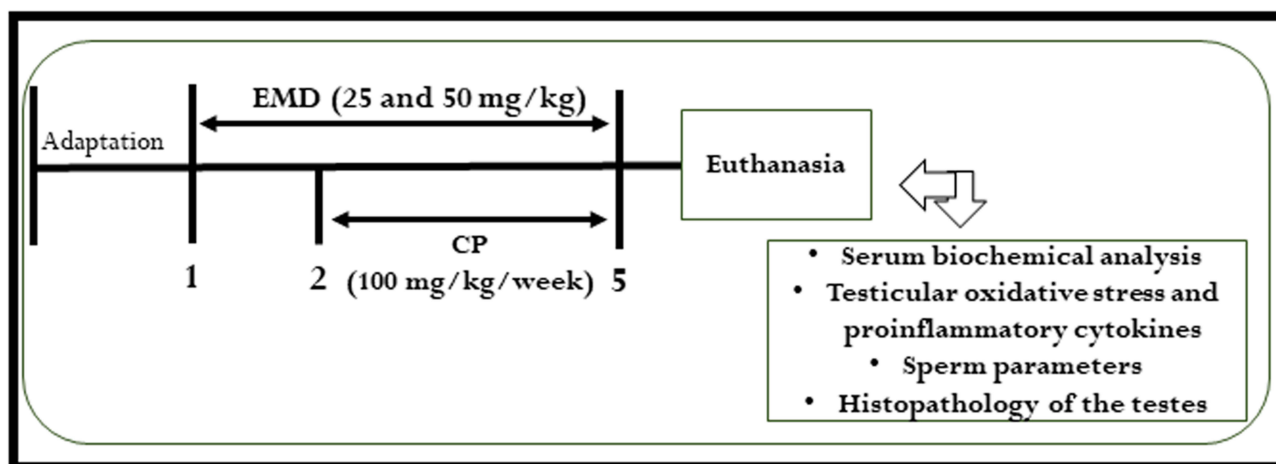 EMD (25 and 50 mg/kg)
Adaptation
Euthanasia
CP
1
2
(100 mg/kg/week)
5
• Serum biochemical analysis
• Testicular oxidative stress and
proinflammatory cytokines
• Sperm parameters
• Histopathology of the testes